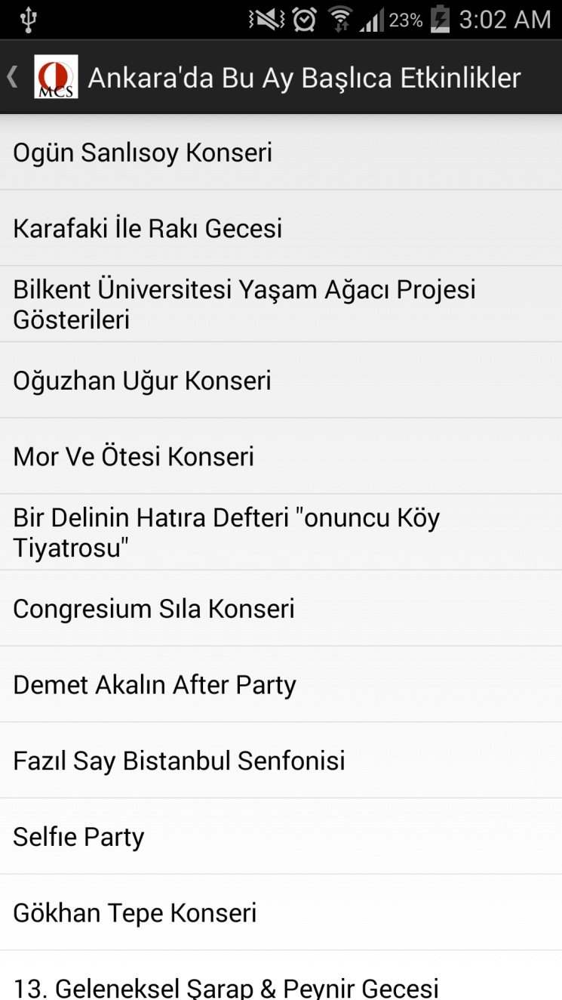 23% 3:02 AM
MCS Ankara'da Bu Ay Başlıca Etkinlikler
Ogün Sanlısoy Konseri
Karafaki İle Rakı Gecesi
Bilkent Üniversitesi Yaşam Ağacı Projesi
Gösterileri
Oğuzhan Uğur Konseri
Mor Ve Ötesi Konseri
Bir Delinin Hatıra Defteri "onuncu Köy
Tiyatrosu"
Congresium Sıla Konseri
Demet Akalın After Party
Fazıl Say Bistanbul Senfonisi
Selfıe Party
Gökhan Tepe Konseri
13. Geleneksel Şarap & Peynir Gecesi